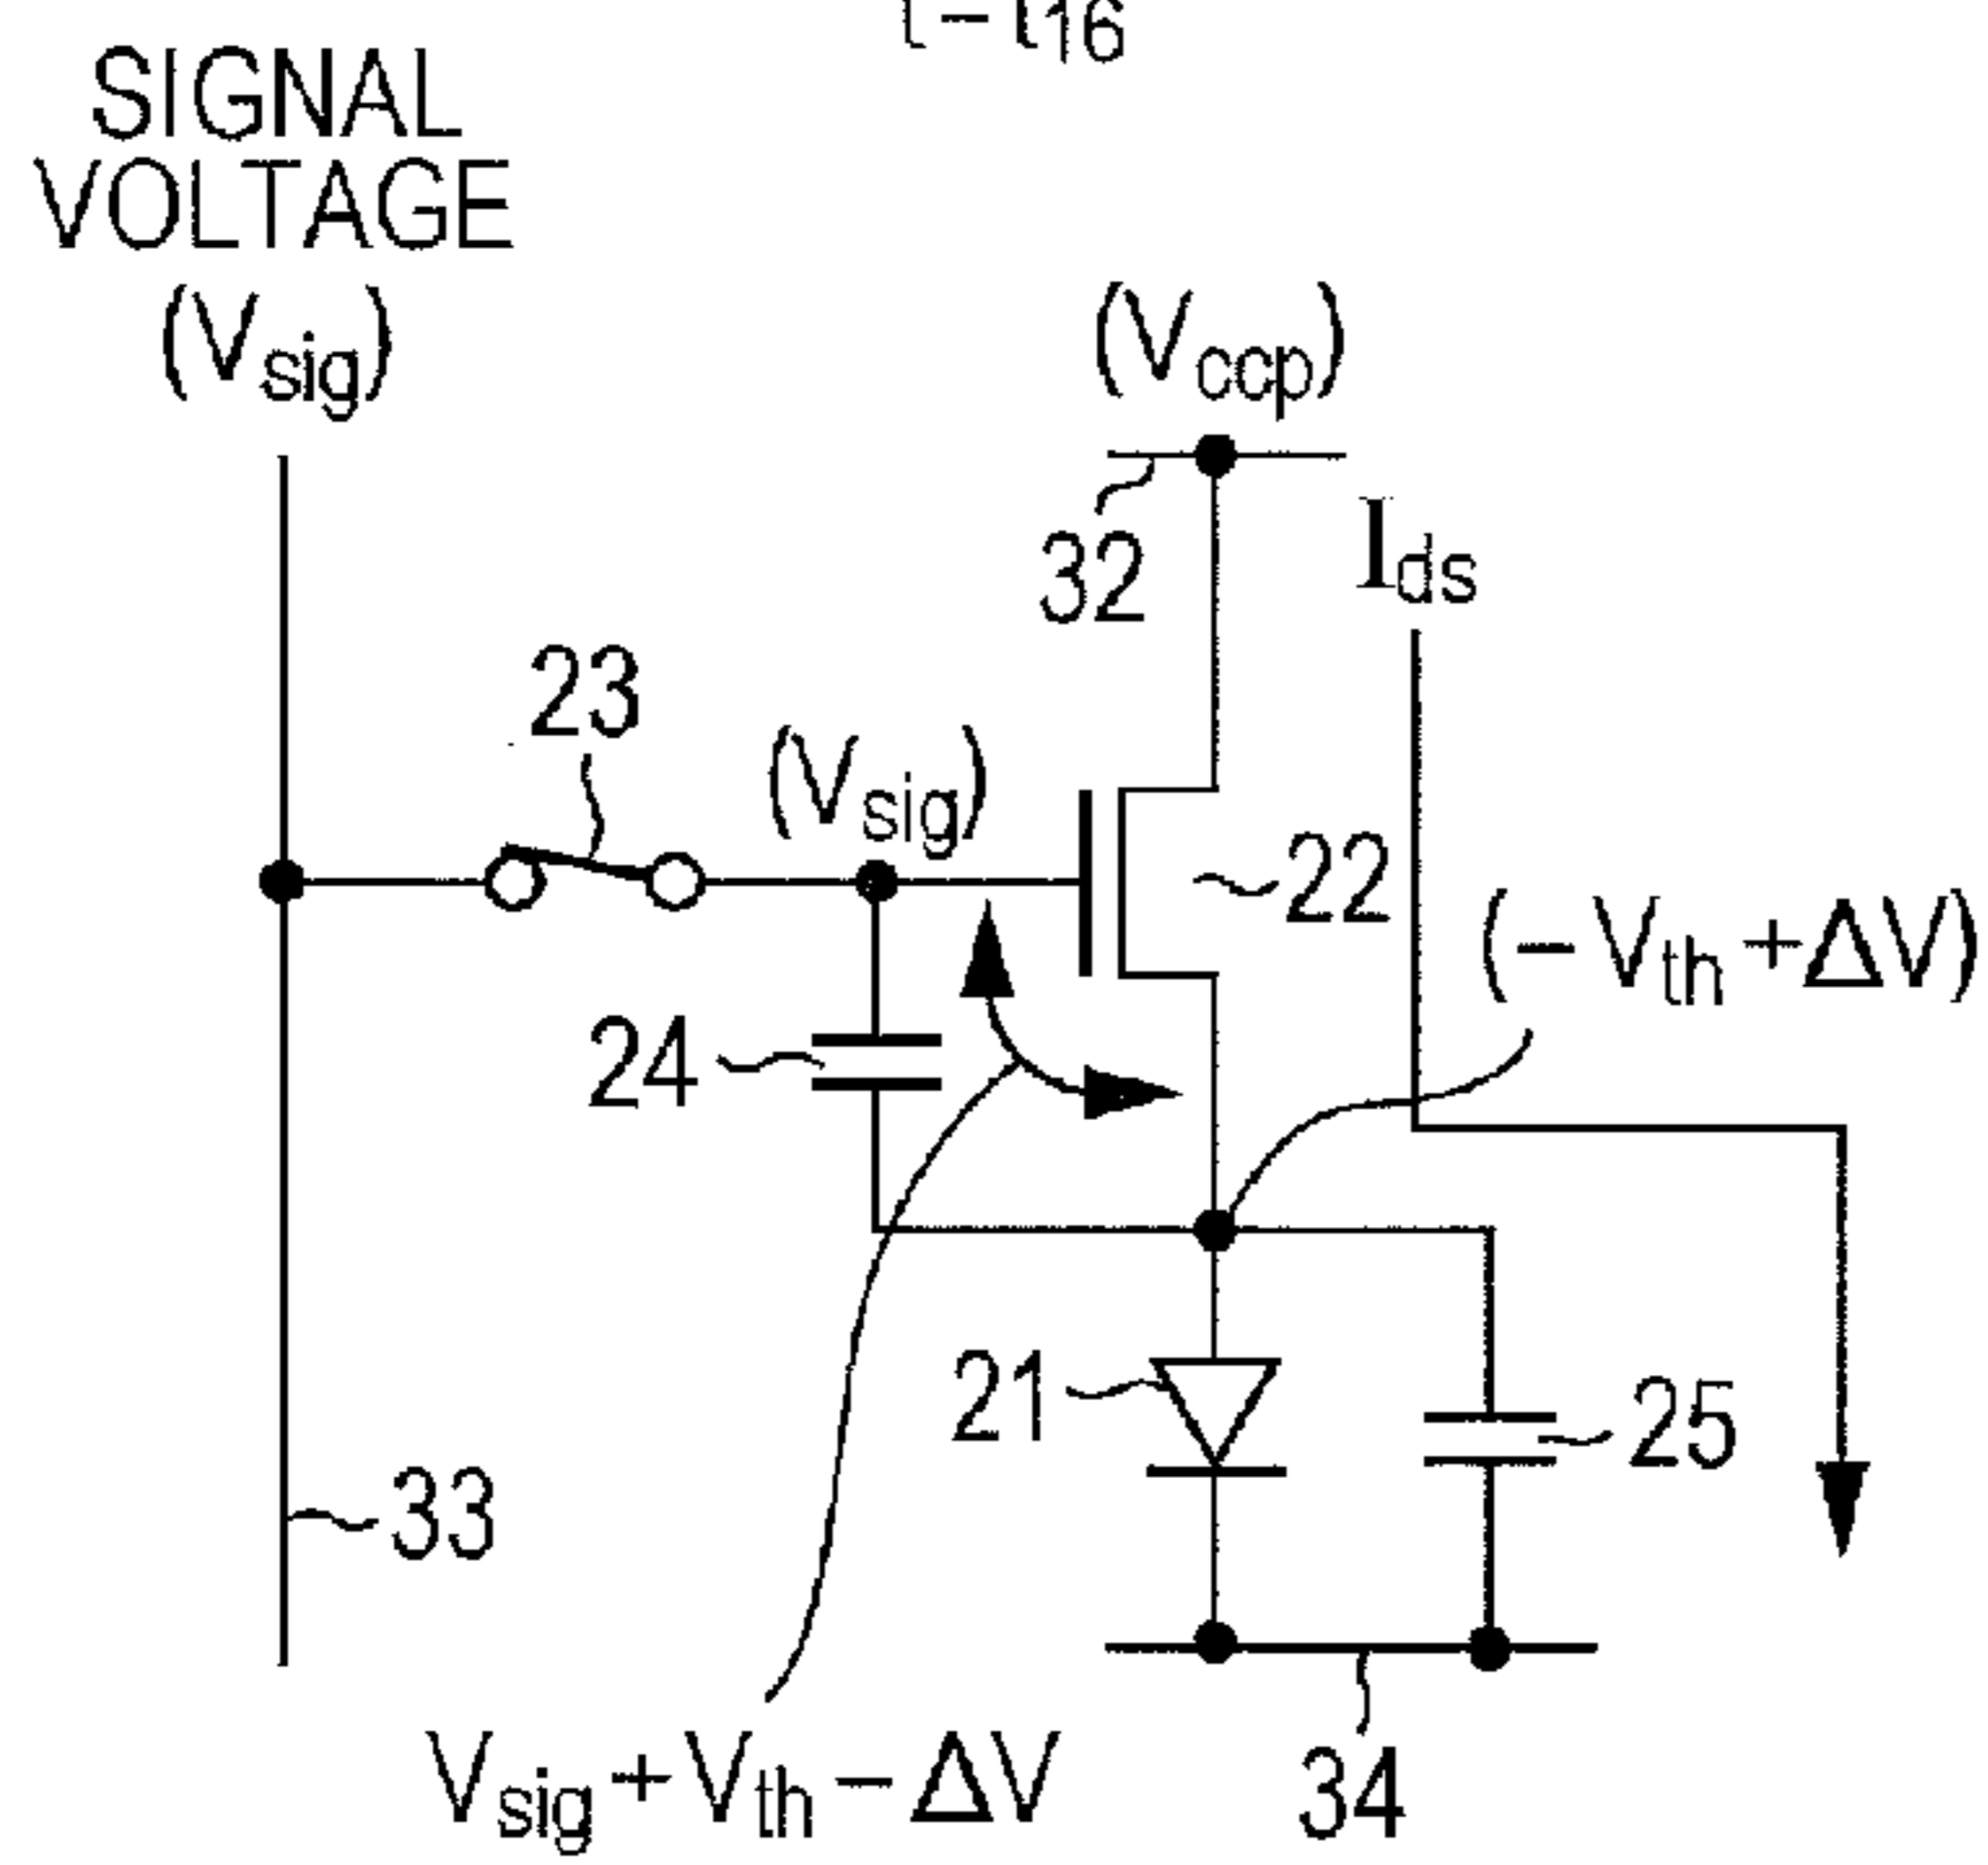 t=t16
SIGNAL
VOLTAGE
(Vsig)
(Vccp)
32
Ids
23
(Vsig)
22
(−Vth+ΔV)
24
21
25
33
Vsig+Vth−ΔV
34